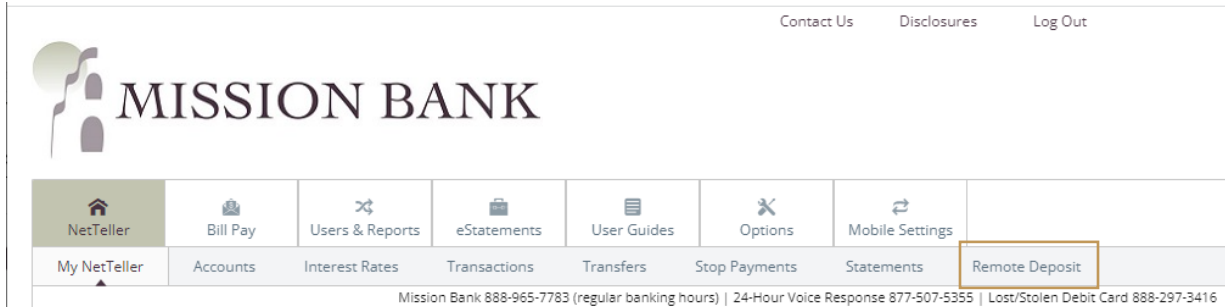 Contact Us Disclosures Log Out
MISSION BANK
NetTeller Bill Pay Users & Reports eStatements User Guides Options Mobile Settings
My NetTeller Accounts Interest Rates Transactions Transfers Stop Payments Statements Remote Deposit
Mission Bank 888-965-7783 (regular banking hours) | 24-Hour Voice Response 877-507-5355 | Lost/Stolen Debit Card 888-297-3416